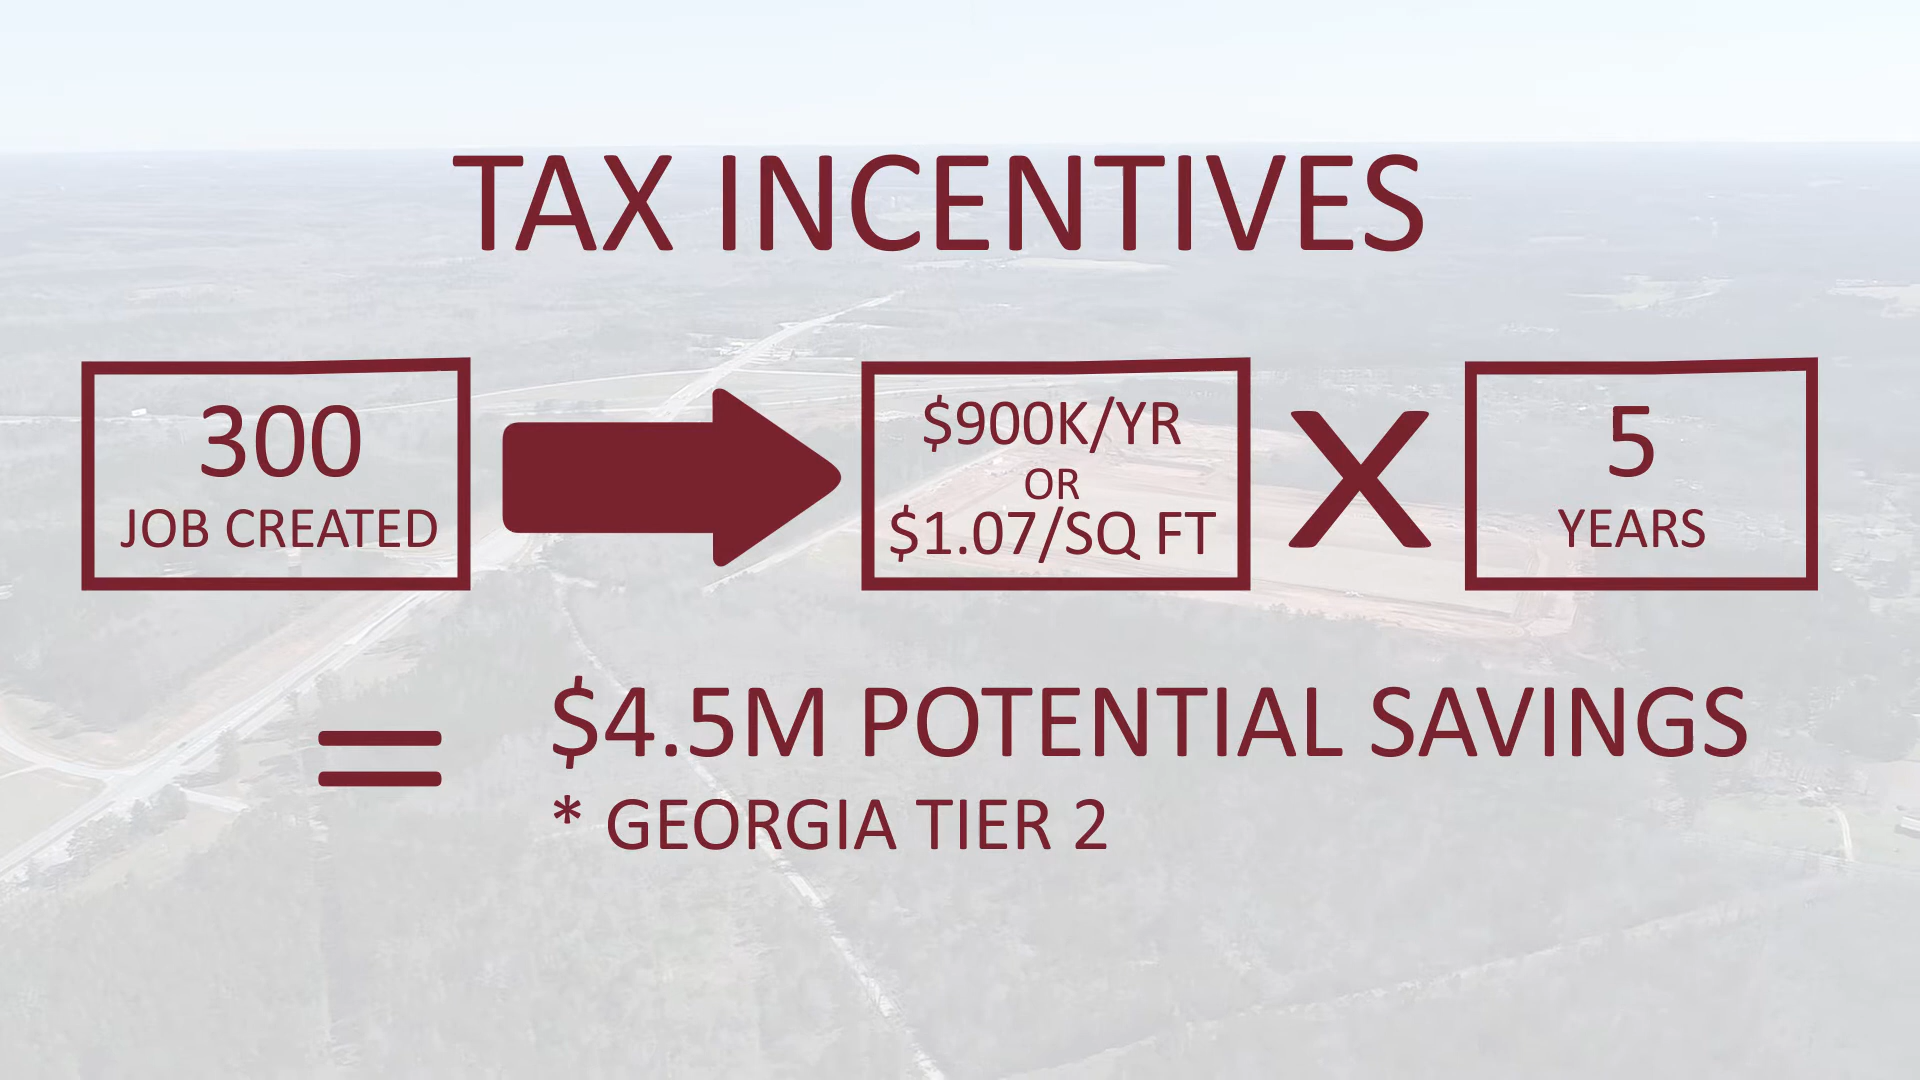 TAX INCENTIVES
300
JOB CREATED
$900K/YR
OR
$1.07/SQ FT
X
5
YEARS
= $4.5M POTENTIAL SAVINGS
* GEORGIA TIER 2